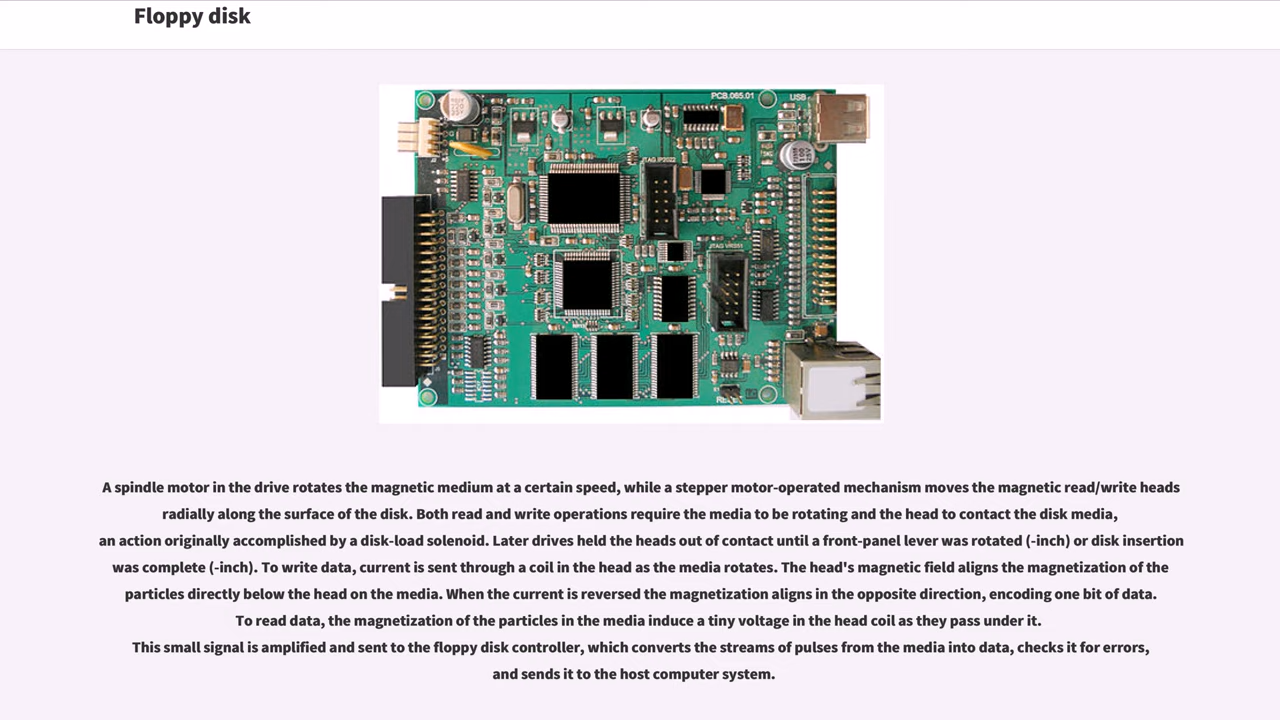 Floppy disk
PCB.065.01
USB
JTAG IP2022
JTAG VRS51
A spindle motor in the drive rotates the magnetic medium at a certain speed, while a stepper motor-operated mechanism moves the magnetic read/write heads
radially along the surface of the disk. Both read and write operations require the media to be rotating and the head to contact the disk media,
an action originally accomplished by a disk-load solenoid. Later drives held the heads out of contact until a front-panel lever was rotated (-inch) or disk insertion
was complete (-inch). To write data, current is sent through a coil in the head as the media rotates. The head's magnetic field aligns the magnetization of the
particles directly below the head on the media. When the current is reversed the magnetization aligns in the opposite direction, encoding one bit of data.
To read data, the magnetization of the particles in the media induce a tiny voltage in the head coil as they pass under it.
This small signal is amplified and sent to the floppy disk controller, which converts the streams of pulses from the media into data, checks it for errors,
and sends it to the host computer system.